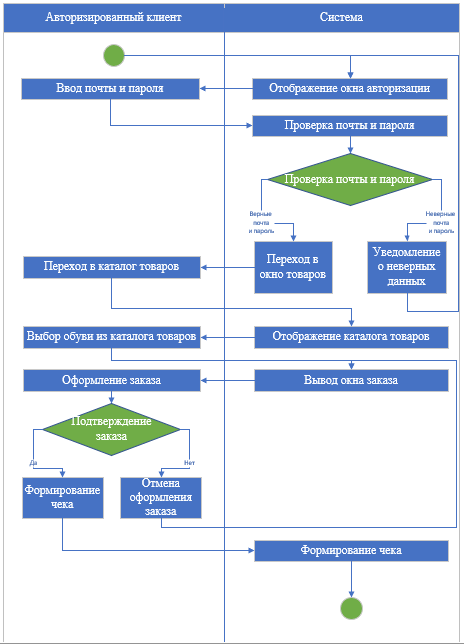 Авторизированный клиент
Система
Ввод почты и пароля
Отображение окна авторизации
Проверка почты и пароля
Проверка почты и пароля
Верные
почта
и пароль
Неверные
почта и
пароль
Переход в
окно товаров
Уведомление
о неверных
данных
Переход в каталог товаров
Выбор обуви из каталога товаров
Отображение каталога товаров
Оформление заказа
Вывод окна заказа
Подтверждение
заказа
Да
Нет
Формирование
чека
Отмена
оформления
заказа
Формирование чека